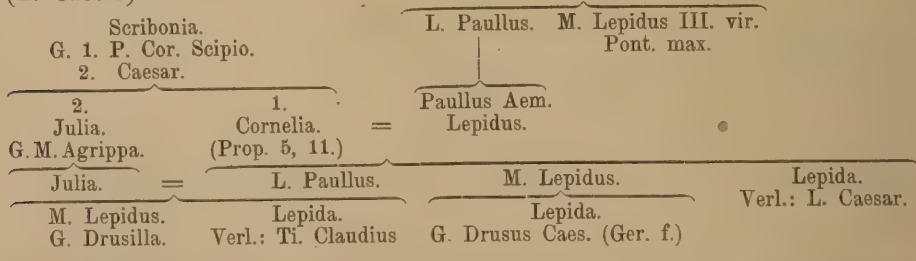 Scribonia. L. Paullus. M. Lepidus III. vir.
G. 1. P. Cor. Scipio. Pont. max.
2. Caesar.
2. 1. Paullus Aem.
Julia. Cornelia. = Lepidus.
G. M. Agrippa. (Prop. 5, 11.)
Julia. = L. Paullus. M. Lepidus. Lepida.
Verl.: L. Caesar.
M. Lepidus. Lepida. Lepida.
G. Drusilla. Verl.: Ti. Claudius G. Drusus Caes. (Ger. f.)